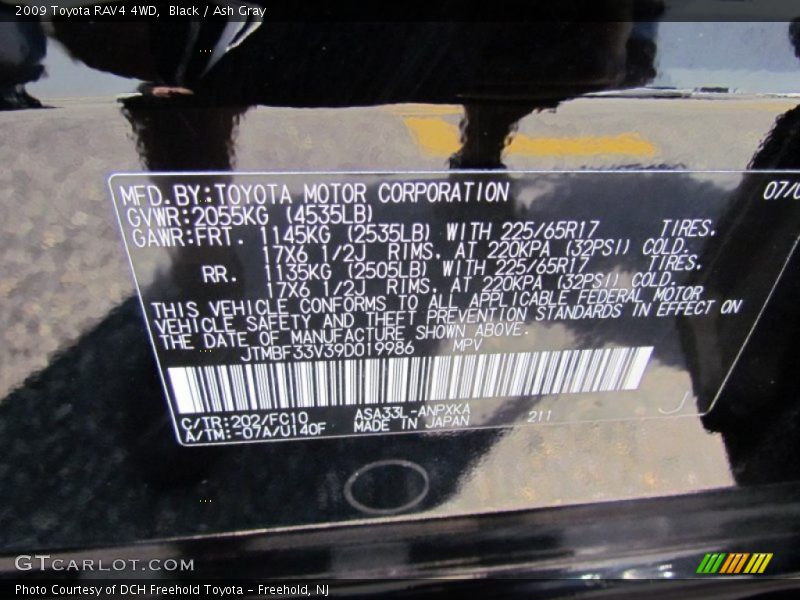 2009 Toyota RAV4 4WD, Black / Ash Gray
MFD.BY:TOYOTA MOTOR CORPORATION 07/0
GVWR:2055KG (4535LB)
GAWR:FRT. 1145KG (2535LB) WITH 225/65R17 TIRES.
17X6 1/2J RIMS. AT 220KPA (32PSI) COLD.
RR. 1135KG (2505LB) WITH 225/65R17 TIRES.
17X6 1/2J RIMS. AT 220KPA (32PSI) COLD.
THIS VEHICLE CONFORMS TO ALL APPLICABLE FEDERAL MOTOR
VEHICLE SAFETY AND THEFT PREVENTION STANDARDS IN EFFECT ON
THE DATE OF MANUFACTURE SHOWN ABOVE.
JTMBF33V39D019986 MPV
C/TR:202/FC10 ASA33L-ANPXKA 211
A/TM:-07A/U140F MADE IN JAPAN
J
GTCARLOT.COM
Photo Courtesy of DCH Freehold Toyota - Freehold, NJ